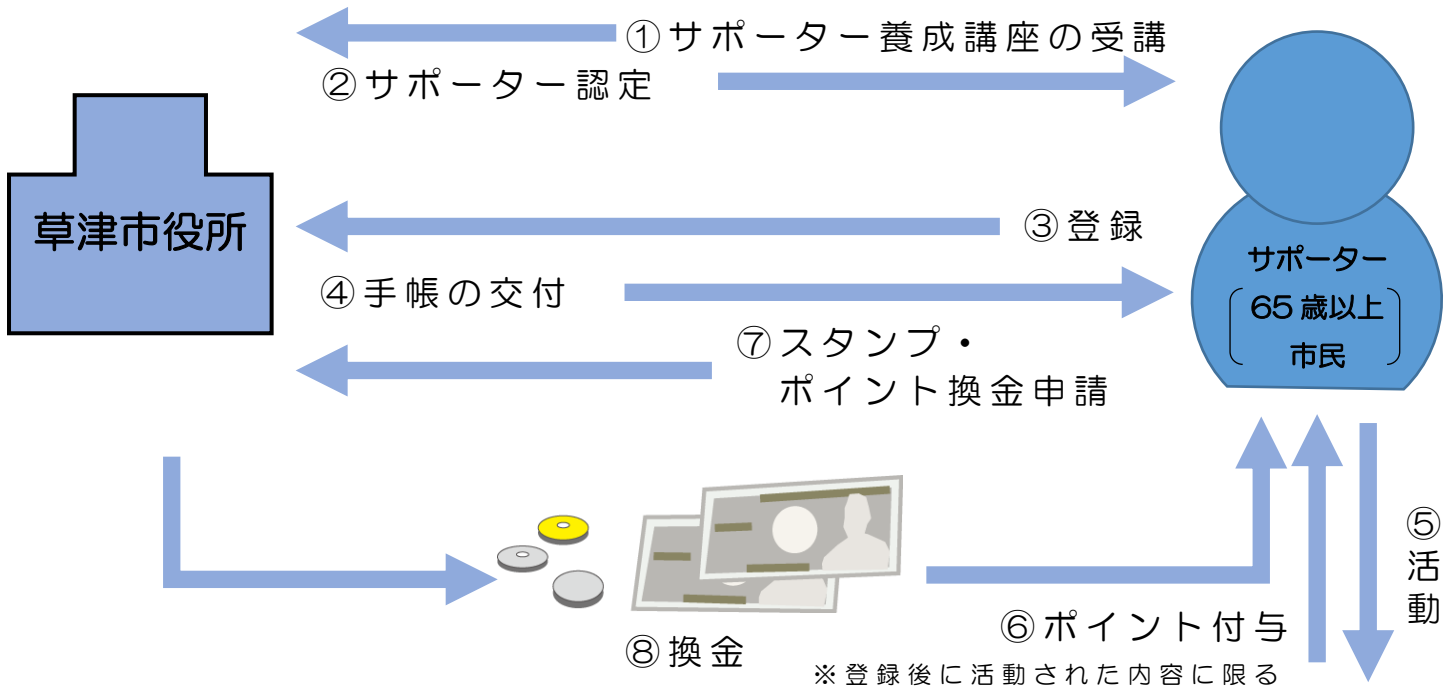 ①サポーター養成講座の受講
②サポーター認定
草津市役所
③登録
サポーター
65歳以上
市民
④手帳の交付
⑦スタンプ・
ポイント換金申請
⑤活動
⑥ポイント付与
⑧換金
※登録後に活動された内容に限る